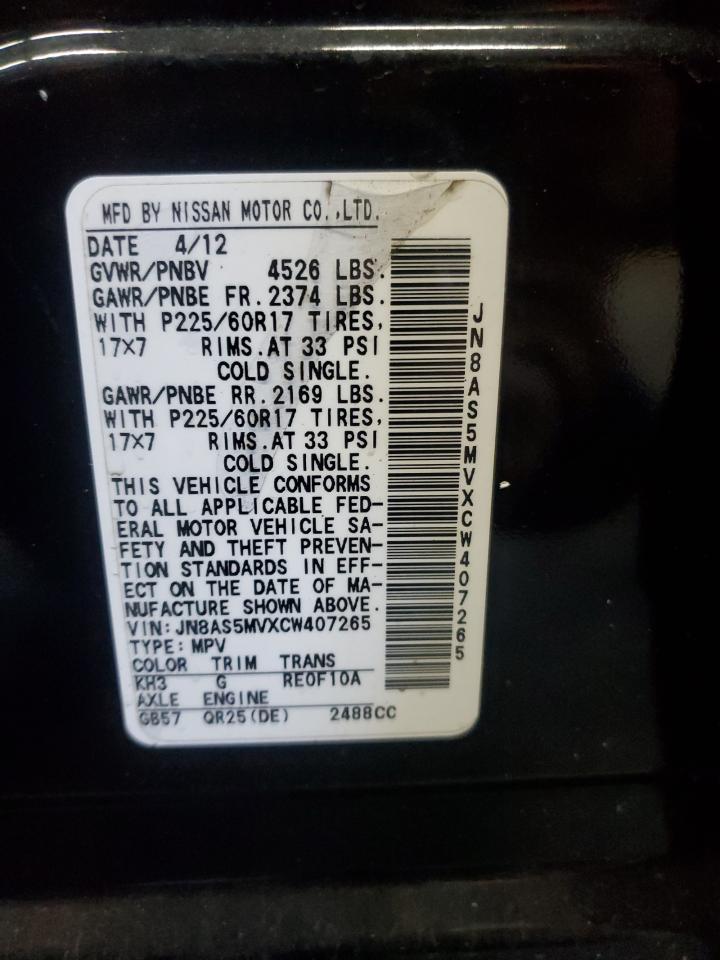 MFD BY NISSAN MOTOR CO.,LTD.
DATE 4/12
GVWR/PNBV 4526 LBS.
GAWR/PNBE FR.2374 LBS.
WITH P225/60R17 TIRES,
17X7 RIMS.AT 33 PSI
COLD SINGLE.
GAWR/PNBE RR.2169 LBS.
WITH P225/60R17 TIRES,
17X7 RIMS.AT 33 PSI
COLD SINGLE.
THIS VEHICLE CONFORMS
TO ALL APPLICABLE FED-
ERAL MOTOR VEHICLE SA-
FETY AND THEFT PREVEN-
TION STANDARDS IN EFF-
ECT ON THE DATE OF MA-
NUFACTURE SHOWN ABOVE.
VIN:JN8AS5MVXCW407265
TYPE:MPV
COLOR TRIM TRANS
KH3 G RE0F10A
AXLE ENGINE
GB57 QR25(DE) 2488CC
JN8AS5MVXCW407265